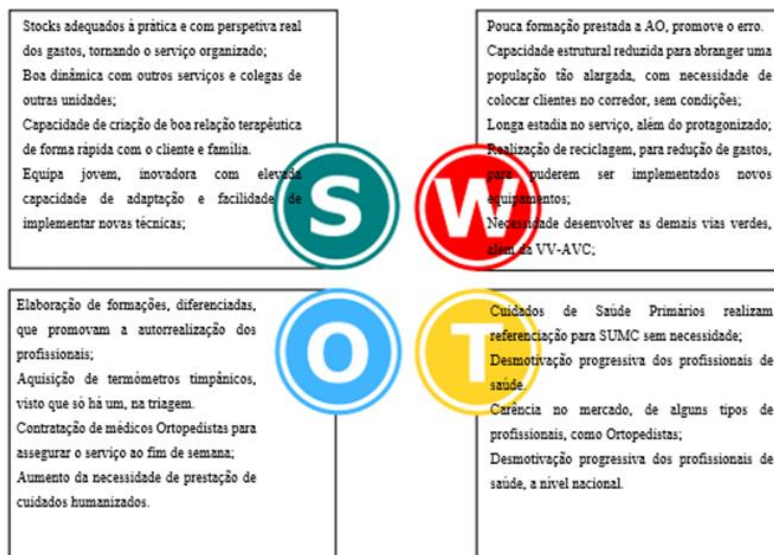 Stocks adequados à prática e com perspetiva real
dos gastos, tornando o serviço organizado;
Boa dinâmica com outros serviços e colegas de
outras unidades;
Capacidade de criação de boa relação terapêutica
de forma rápida com o cliente e família.
Equipa jovem, inovadora com elevada
capacidade de adaptação e facilidade de
implementar novas técnicas;
S
Pouca formação prestada a AO, promove o erro.
Capacidade estrutural reduzida para abranger uma
população tão alargada, com necessidade de
colocar clientes no corredor, sem condições;
Longa estadia no serviço, além do protagonizado;
Realização de reciclagem, para redução de gastos,
para puderem ser implementados novos
equipamentos;
Necessidade desenvolver as demais vias verdes,
alem da VV-AVC;
W
Elaboração de formações, diferenciadas,
que promovam a autorrealização dos
profissionais;
Aquisição de termómetros timpânicos,
visto que só há um, na triagem.
Contratação de médicos Ortopedistas para
assegurar o serviço ao fim de semana;
Aumento da necessidade de prestação de
cuidados humanizados.
O
Cuidados de Saúde Primários realizam
referenciação para SUMC sem necessidade;
Desmotivação progressiva dos profissionais de
saúde.
Carência no mercado, de alguns tipos de
profissionais, como Ortopedistas;
Desmotivação progressiva dos profissionais de
saúde, a nível nacional.
T